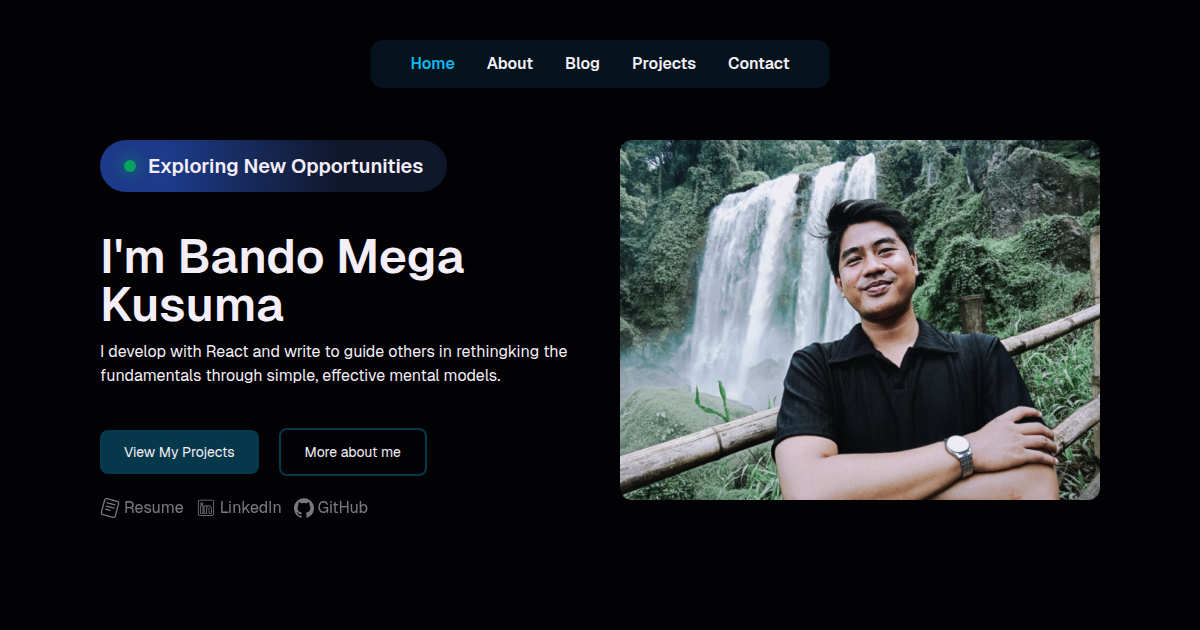 Home About Blog Projects Contact
Exploring New Opportunities
I'm Bando Mega
Kusuma
I develop with React and write to guide others in rethingking the
fundamentals through simple, effective mental models.
View My Projects More about me
Resume LinkedIn GitHub